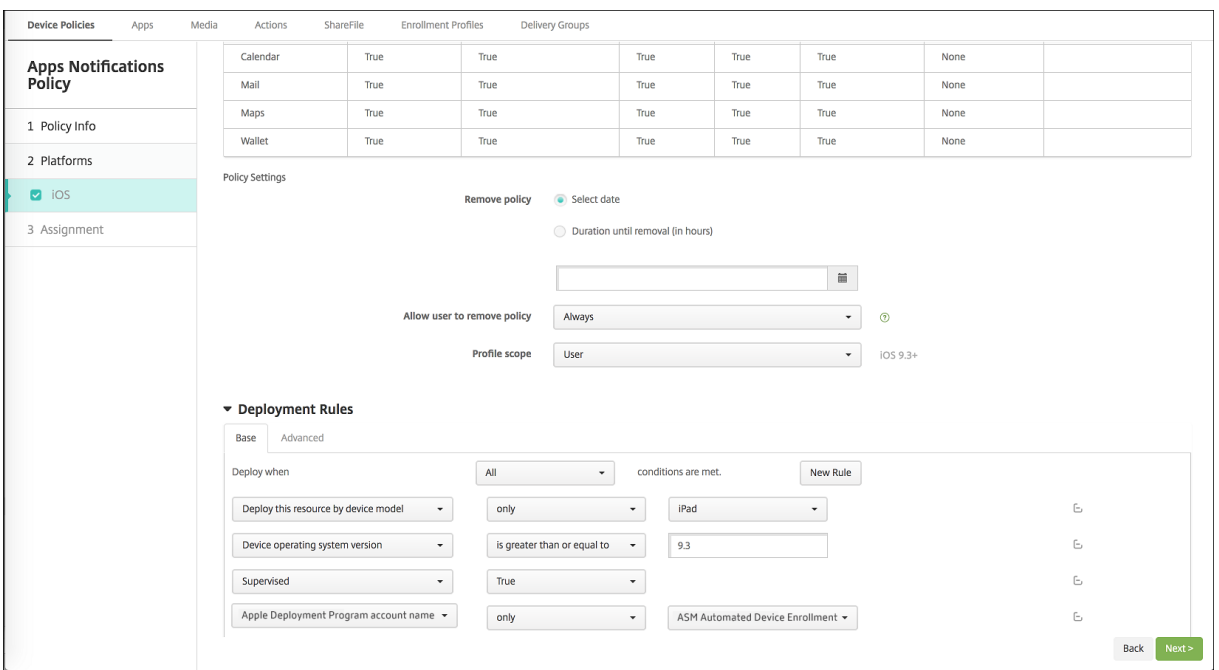 Device Policies Apps Media Actions ShareFile Enrollment Profiles Delivery Groups
Apps Notifications
Policy
1 Policy Info
2 Platforms
iOS
3 Assignment
Calendar True True True True True None
Mail True True True True True None
Maps True True True True True None
Wallet True True True True True None
Policy Settings
Remove policy Select date
Duration until removal (in hours)
Allow user to remove policy Always ?
Profile scope User iOS 9.3+
Deployment Rules
Base Advanced
Deploy when All conditions are met. New Rule
Deploy this resource by device model only iPad
Device operating system version is greater than or equal to 9.3
Supervised True
Apple Deployment Program account name only ASM Automated Device Enrollment
Back Next >